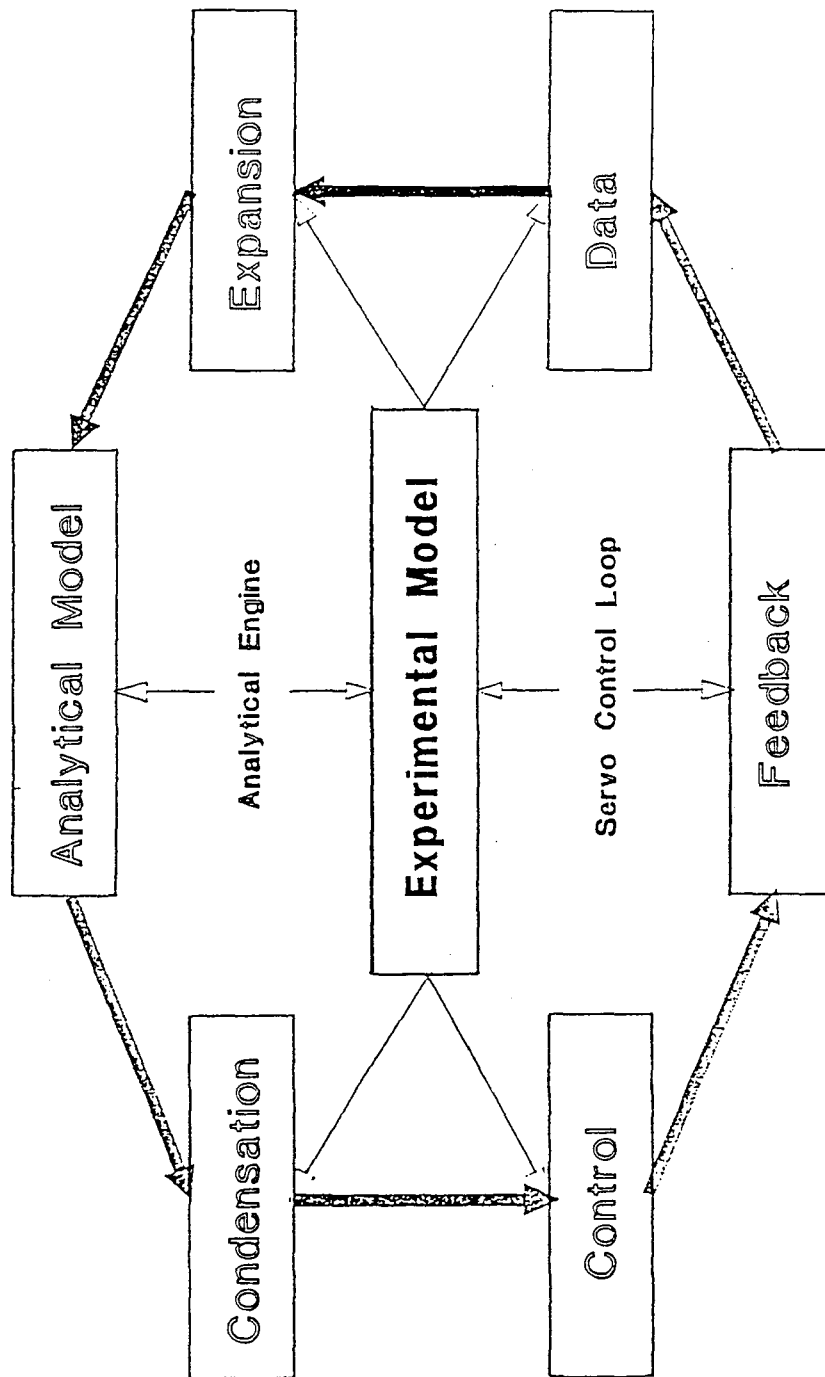 Analytical Model
Condensation
Expansion
Analytical Engine
Experimental Model
Servo Control Loop
Control
Data
Feedback